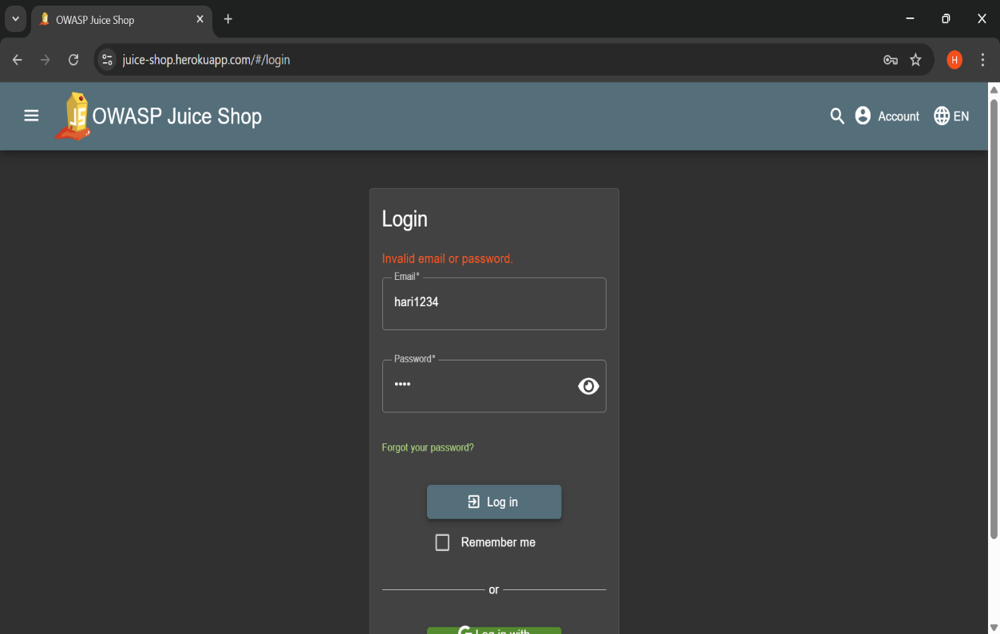 OWASP Juice Shop
juice-shop.herokuapp.com/#/login
H
JS
OWASP Juice Shop
Account
EN
Login
Invalid email or password.
Email*
hari1234
Password*
••••
Forgot your password?
Log in
Remember me
or
G Log in with